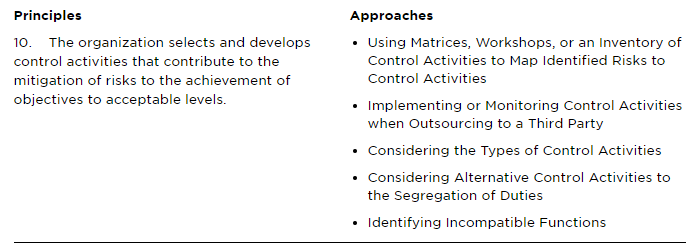 Principles
Approaches
10. The organization selects and develops
control activities that contribute to the
mitigation of risks to the achievement of
objectives to acceptable levels.
• Using Matrices, Workshops, or an Inventory of
Control Activities to Map Identified Risks to
Control Activities
• Implementing or Monitoring Control Activities
when Outsourcing to a Third Party
• Considering the Types of Control Activities
• Considering Alternative Control Activities to
the Segregation of Duties
• Identifying Incompatible Functions